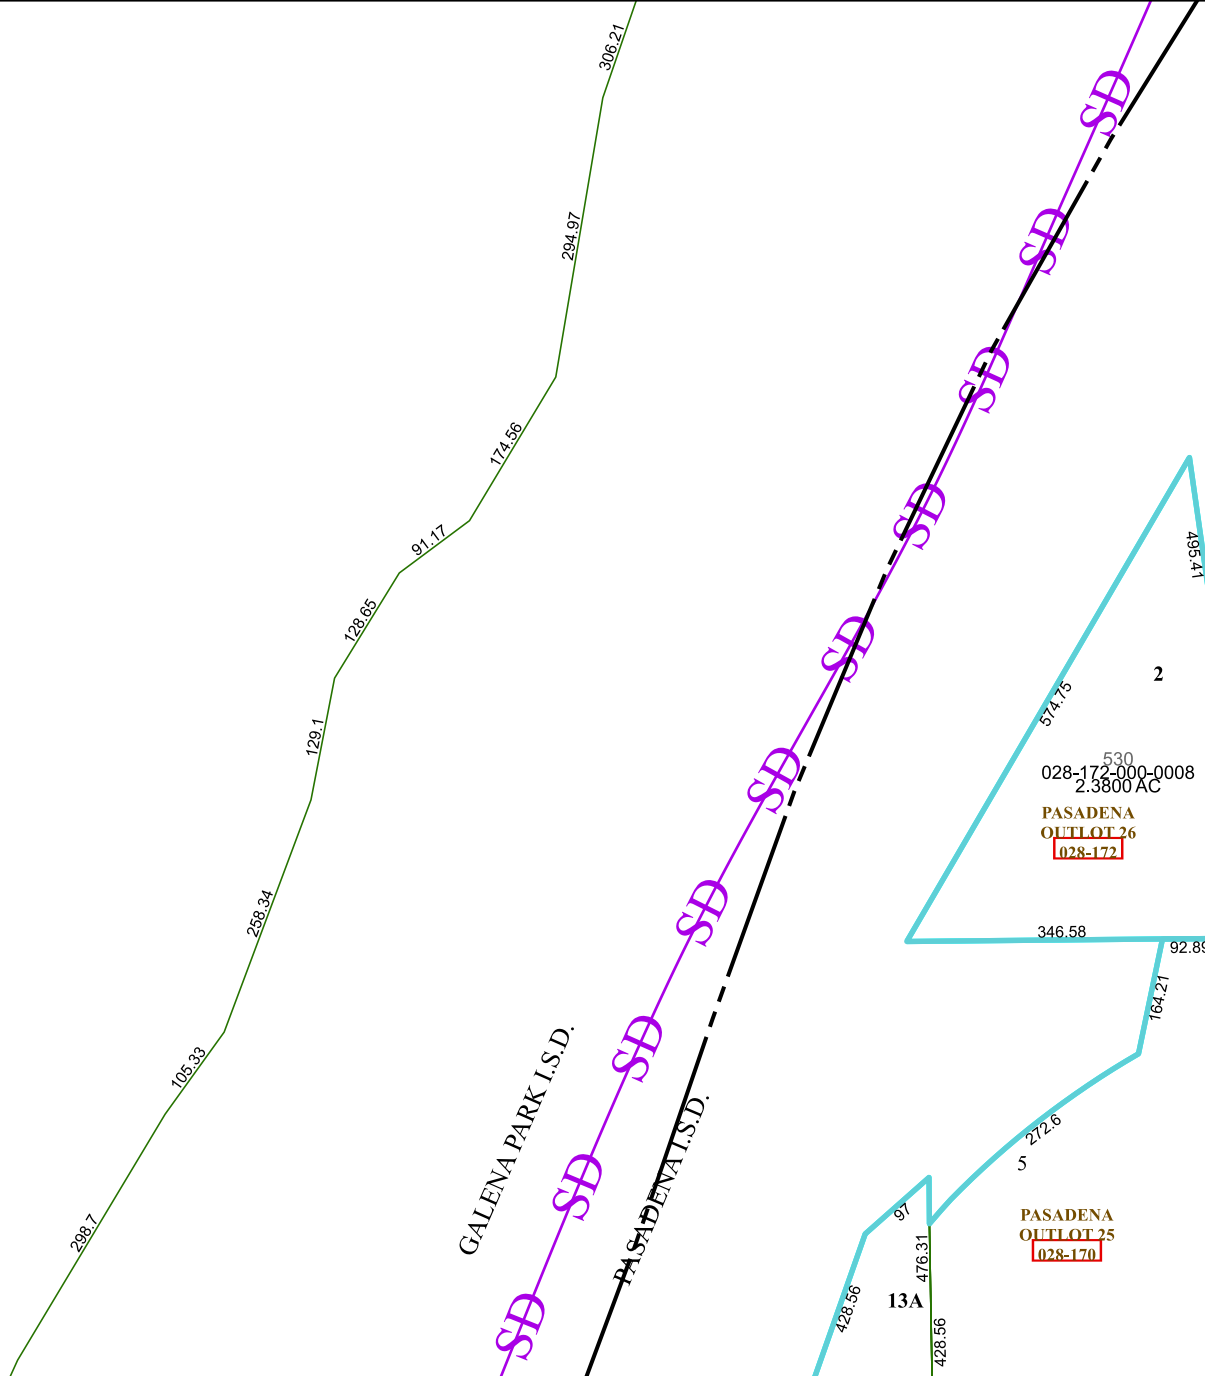 306.21
SD
294.97
SD
SD
174.56
495.41
SD
91.17
128.65
SD
2
574.75
129.1
530
SD
028-172-000-0008
2.3800 AC
PASADENA
OUTLOT 26
028-172
258.34
SD
346.58
92.89
164.21
SD
105.33
GALENA PARK I.S.D.
PASADENA I.S.D.
272.6
5
SD
97
PASADENA
OUTLOT 25
028-170
298.7
476.31
13A
428.56
SD
428.56